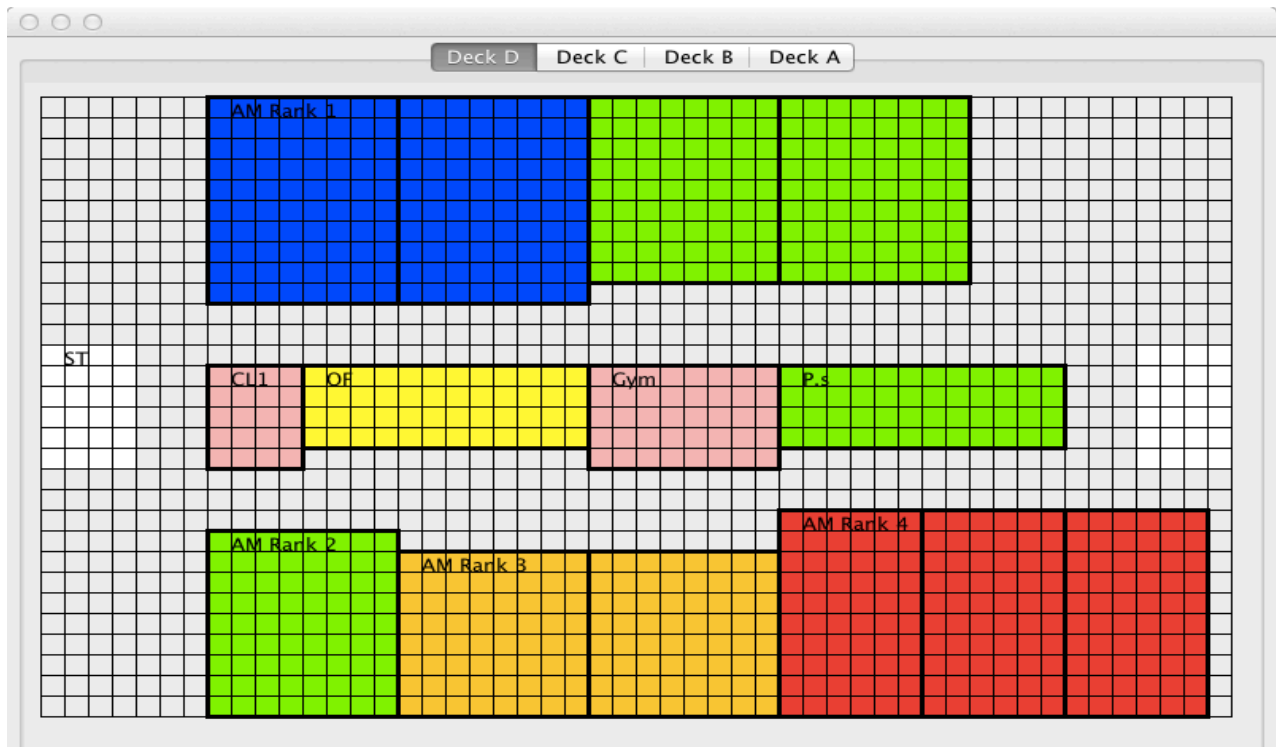 Deck D Deck C Deck B Deck A
AM Rank 1
ST
CL1 OF Gym P.s
AM Rank 4
AM Rank 2
AM Rank 3